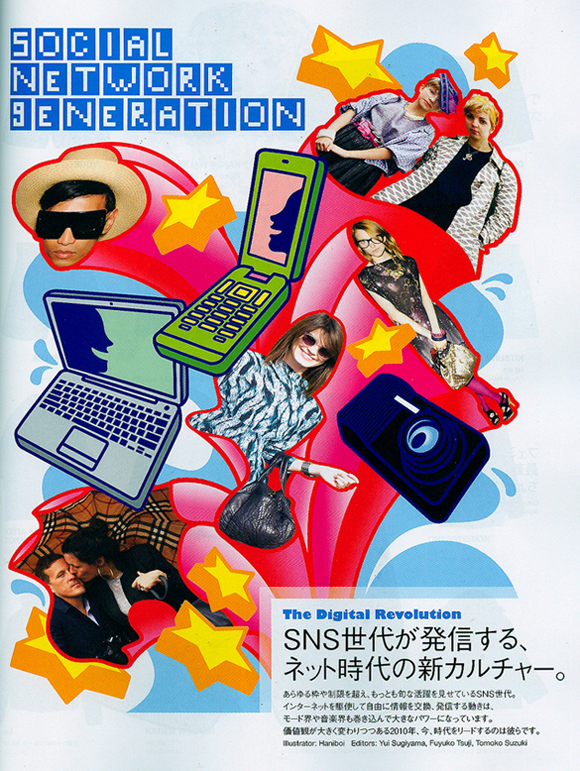 SOCIAL
NETWORK
GENERATION
The Digital Revolution
SNS世代が発信する、
ネット時代の新カルチャー。
あらゆる枠や制限を超え、もっとも旬な活躍を見せているSNS世代。
インターネットを駆使して自由に情報を交換、発信する動きは、
モード界や音楽界も巻き込んで大きなパワーになっています。
価値観が大きく変わりつつある2010年、今、時代をリードするのは彼らです。
Illustrator: Haniboi Editors: Yui Sugiyama, Fuyuko Tsuji, Tomoko Suzuki